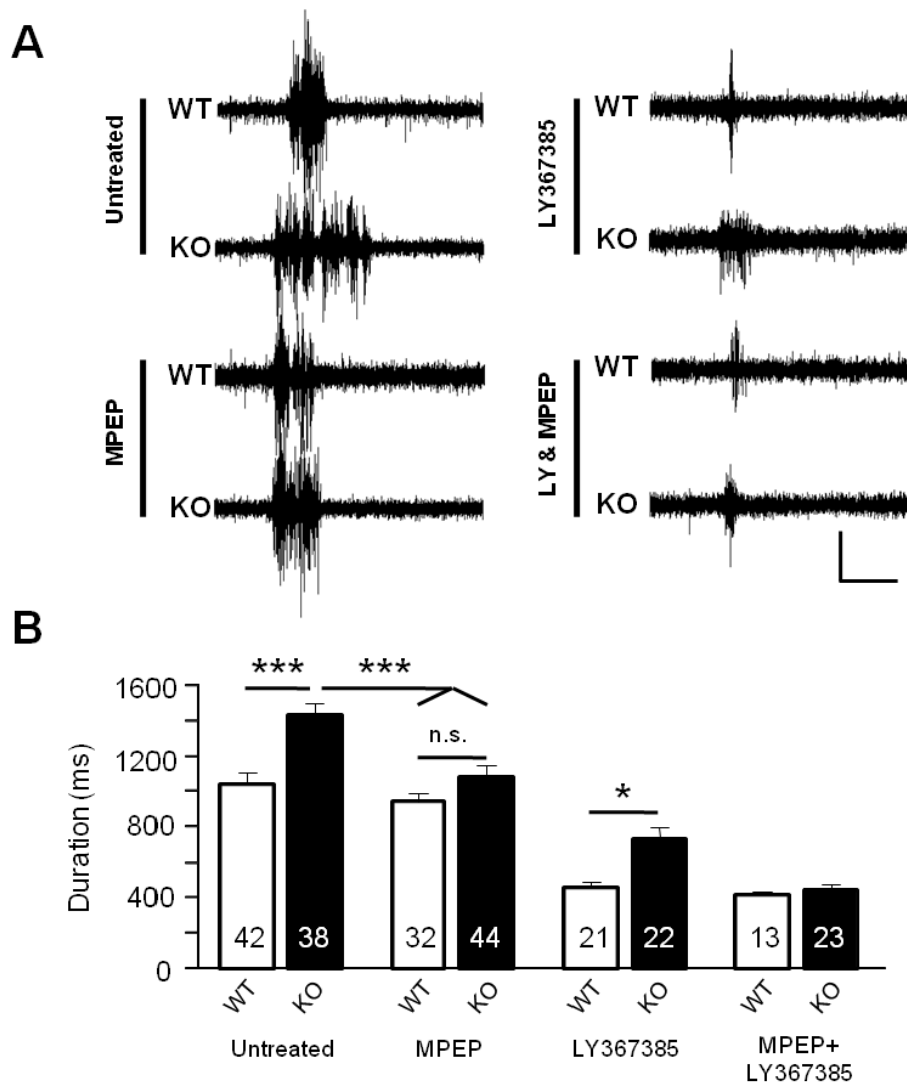 A
Untreated
WT
KO
MPEP
WT
KO
LY367385
WT
KO
LY & MPEP
WT
KO
B
Duration (ms)
1600
1200
800
400
0
***
***
n.s.
*
42
38
32
44
21
22
13
23
WT
KO
WT
KO
WT
KO
WT
KO
Untreated
MPEP
LY367385
MPEP+
LY367385